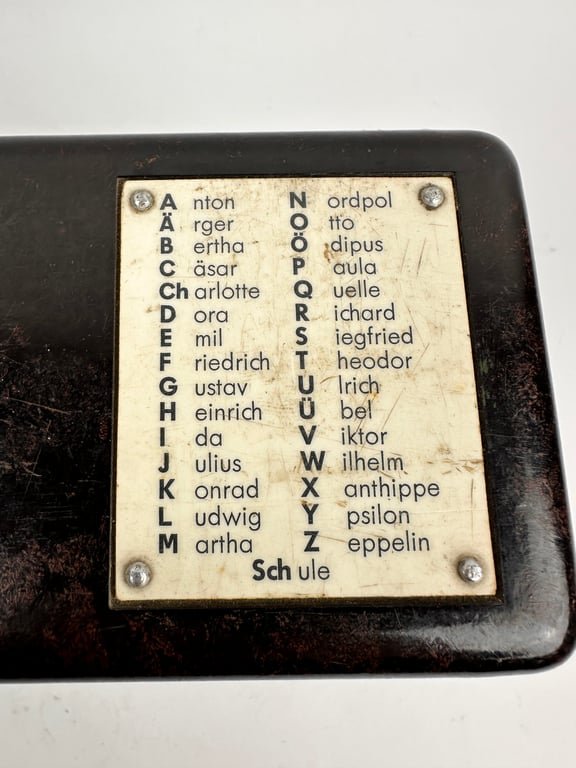 Anton
Ärger
Bertha
Cäsar
Charlotte
Dora
Emil
Friedrich
Gustav
Heinrich
Ida
Julius
Konrad
Ludwig
Martha
Nordpol
Otto
Ödipus
Paula
Quelle
Richard
Siegfried
Theodor
Ulrich
Übel
Viktor
Wilhelm
Xanthippe
Ypsilon
Zeppelin
Schule